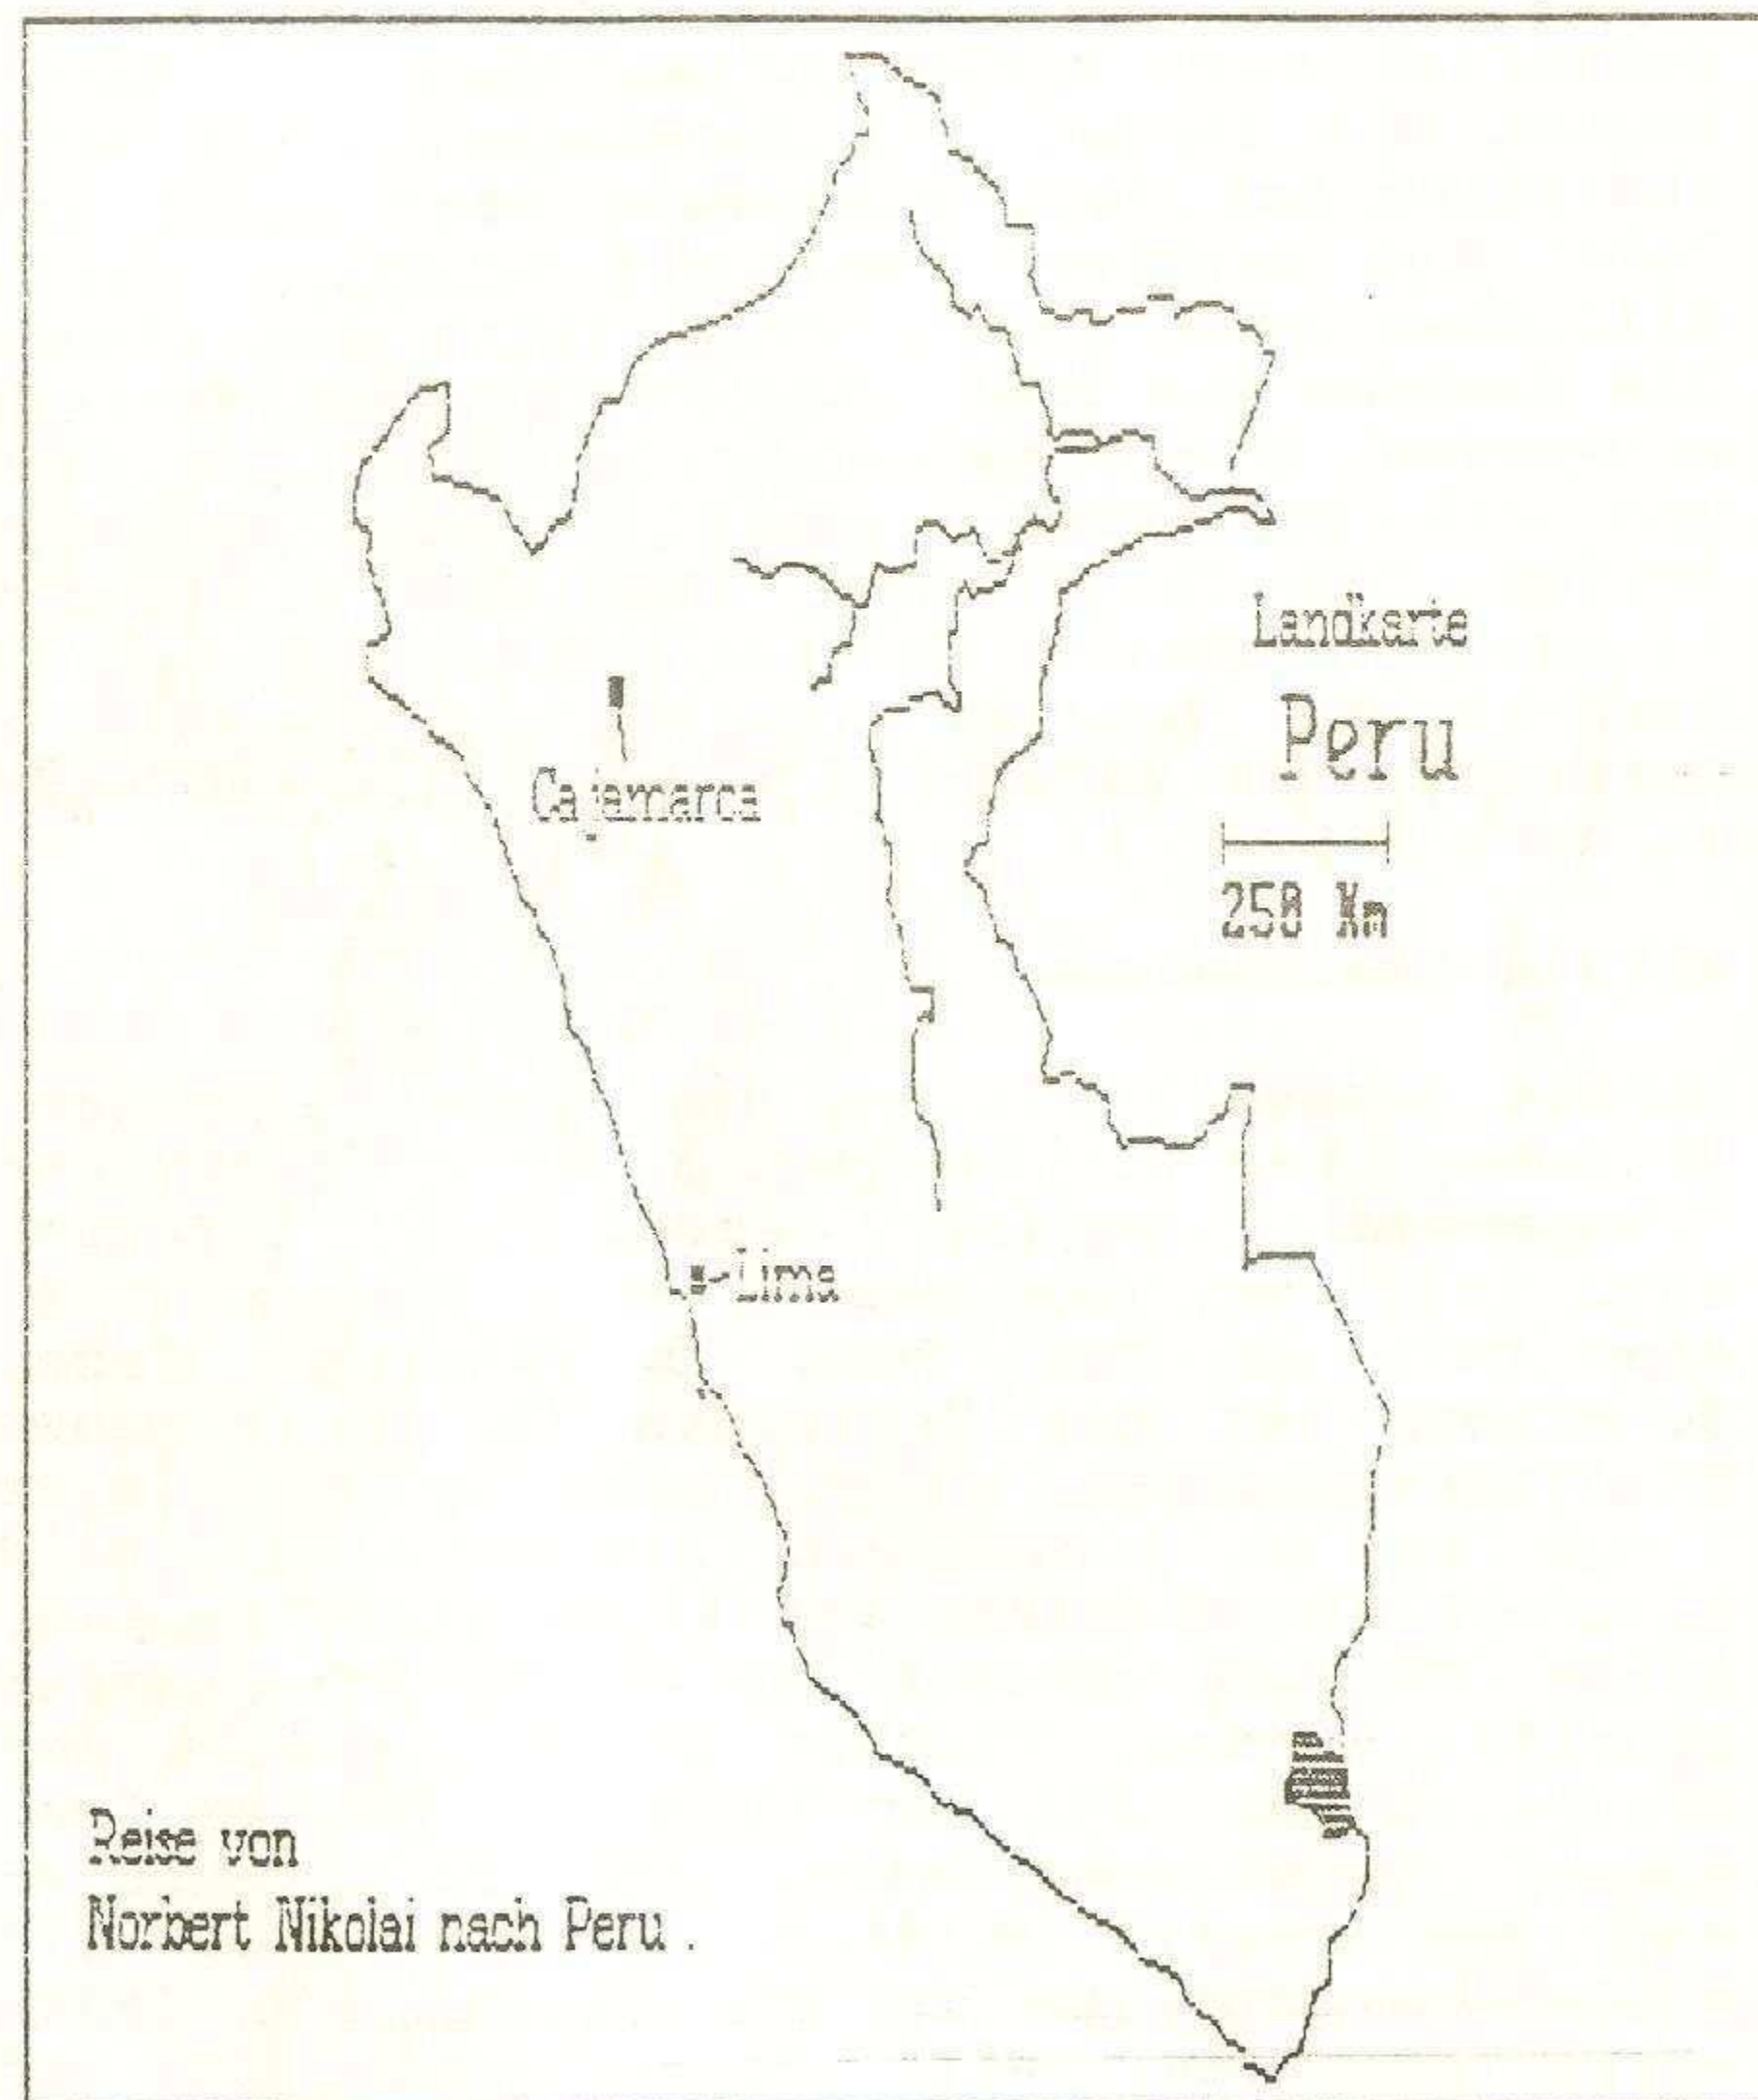 Landkarte
Peru
250 Km
Cajamarca
Lima
Reise von
Norbert Nikolai nach Peru .